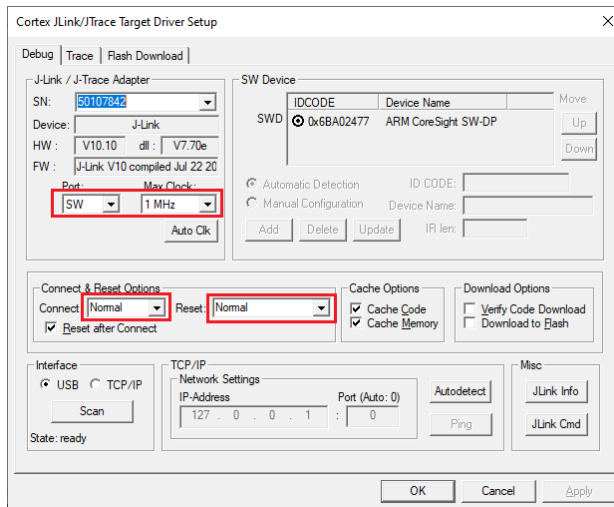 Cortex JLink/JTrace Target Driver Setup
Debug Trace Flash Download
J-Link / J-Trace Adapter
SN: 50107842
Device: J-Link
HW : V10.10 dll : V7.70e
FW : J-Link V10 compiled Jul 22 20
Port: Max Clock:
SW 1 MHz
Auto Clk
SW Device
IDCODE Device Name Move
SWD 0x6BA02477 ARM CoreSight SW-DP Up
Down
Automatic Detection ID CODE:
Manual Configuration Device Name:
Add Delete Update IR len:
Connect & Reset Options
Connect Normal Reset: Normal
Reset after Connect
Cache Options
Cache Code
Cache Memory
Download Options
Verify Code Download
Download to Flash
Interface
USB TCP/IP
Scan
State: ready
TCP/IP
Network Settings
IP-Address Port (Auto: 0)
127 . 0 . 0 . 1 : 0
Autodetect
Ping
Misc
JLink Info
JLink Cmd
OK Cancel Apply